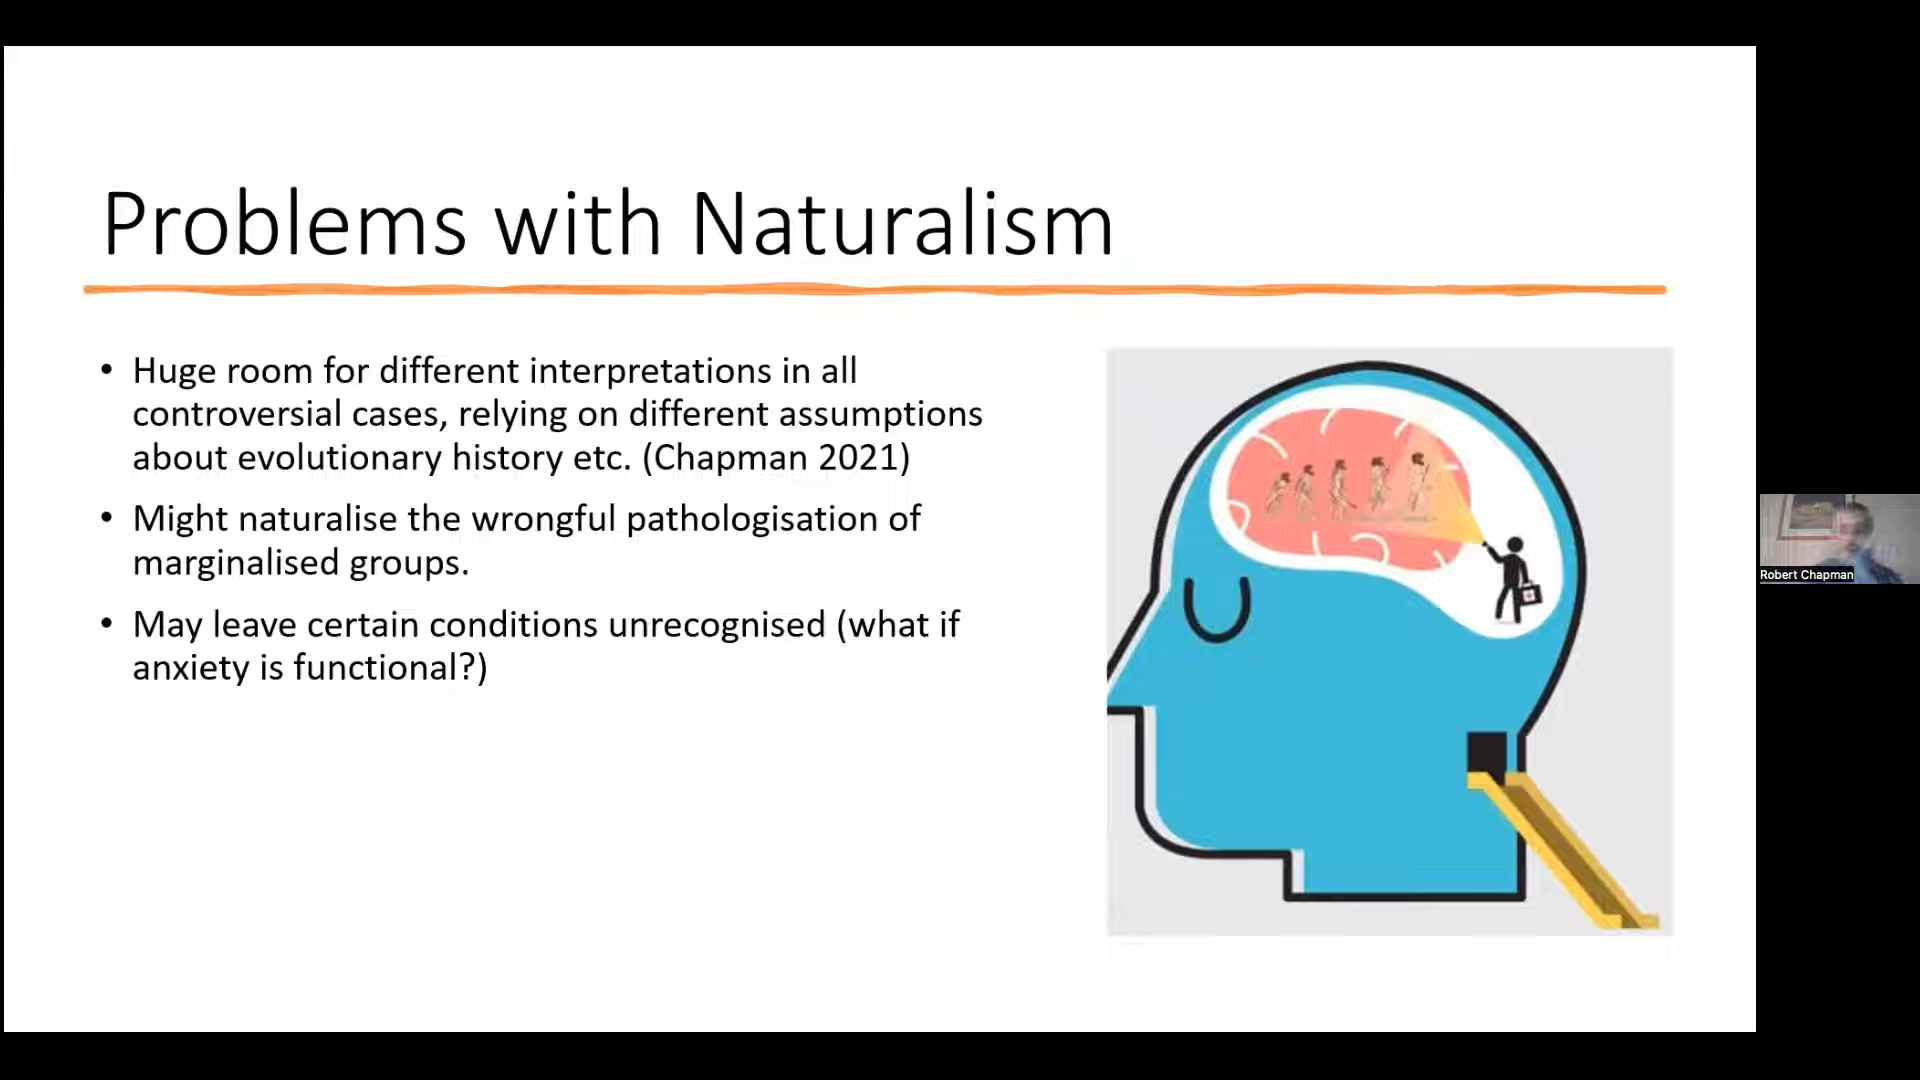 Problems with Naturalism
• Huge room for different interpretations in all
controversial cases, relying on different assumptions
about evolutionary history etc. (Chapman 2021)
• Might naturalise the wrongful pathologisation of
marginalised groups.
• May leave certain conditions unrecognised (what if
anxiety is functional?)
Robert Chapman